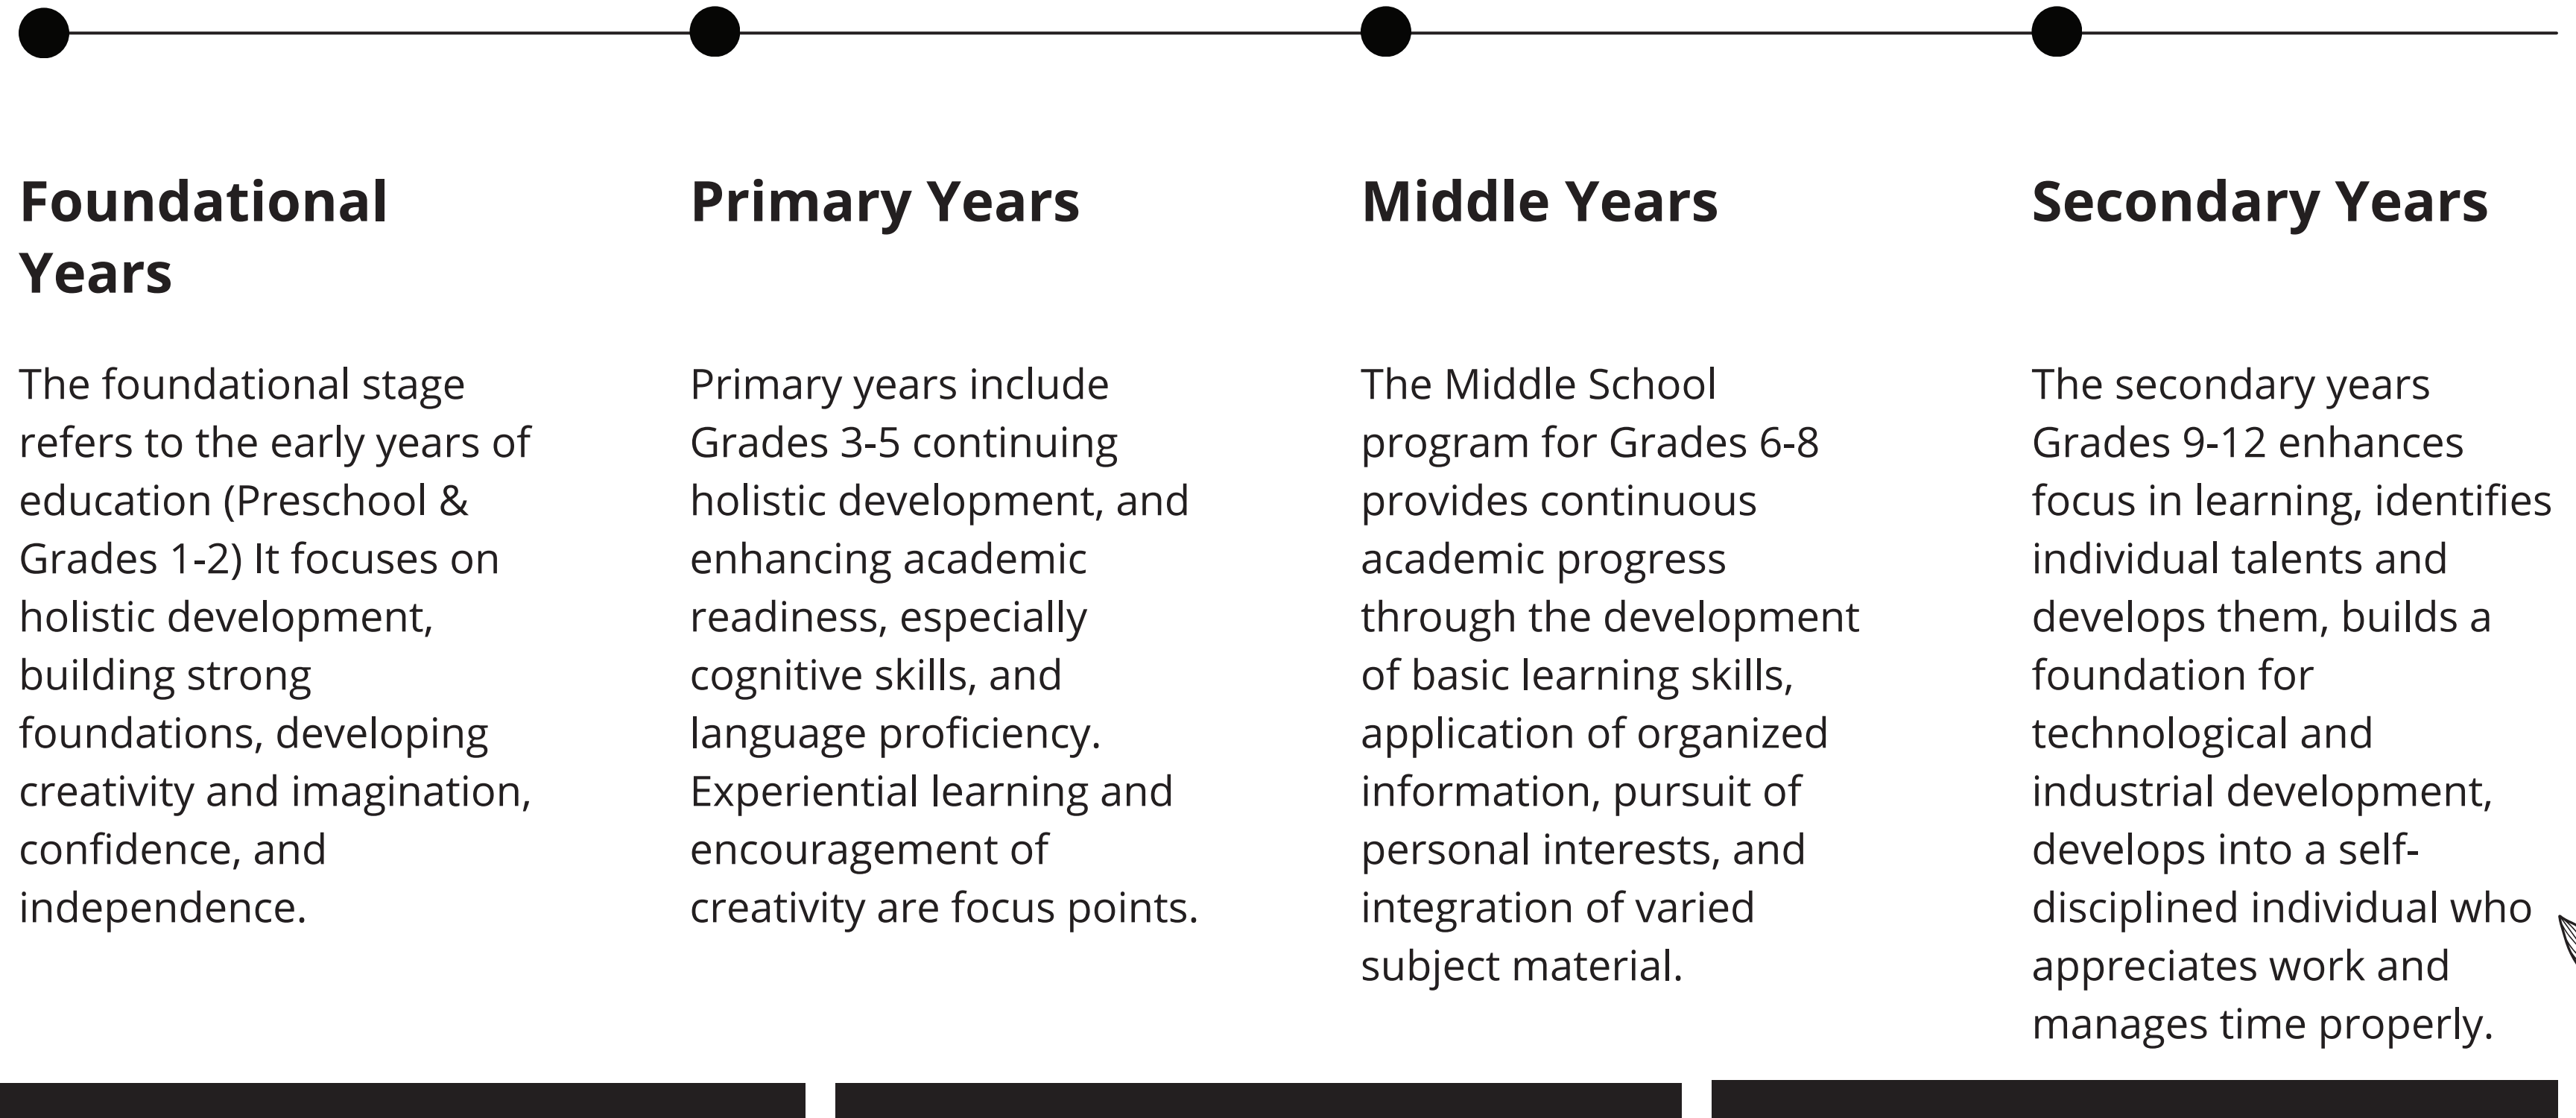 Foundational
Years
The foundational stage
refers to the early years of
education (Preschool &
Grades 1-2) It focuses on
holistic development,
building strong
foundations, developing
creativity and imagination,
confidence, and
independence.
Primary Years
Primary years include
Grades 3-5 continuing
holistic development, and
enhancing academic
readiness, especially
cognitive skills, and
language proficiency.
Experiential learning and
encouragement of
creativity are focus points.
Middle Years
The Middle School
program for Grades 6-8
provides continuous
academic progress
through the development
of basic learning skills,
application of organized
information, pursuit of
personal interests, and
integration of varied
subject material.
Secondary Years
The secondary years
Grades 9-12 enhances
focus in learning, identifies
individual talents and
develops them, builds a
foundation for
technological and
industrial development,
develops into a self-
disciplined individual who
appreciates work and
manages time properly.